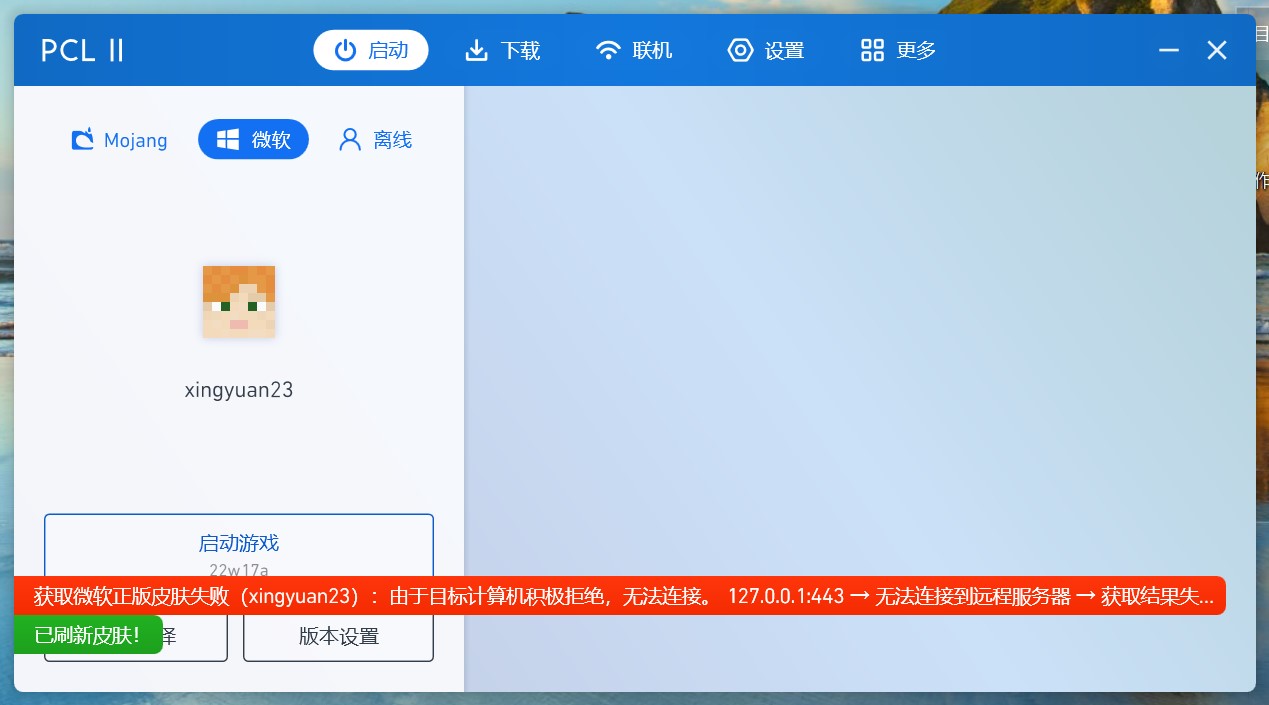 PCL II
启动 下载 联机 设置 更多
Mojang 微软 离线
xingyuan23
启动游戏
22w17a
获取微软正版皮肤失败（xingyuan23）：由于目标计算机积极拒绝，无法连接。 127.0.0.1:443 → 无法连接到远程服务器 → 获取结果失...
已刷新皮肤！ 择 版本设置
作